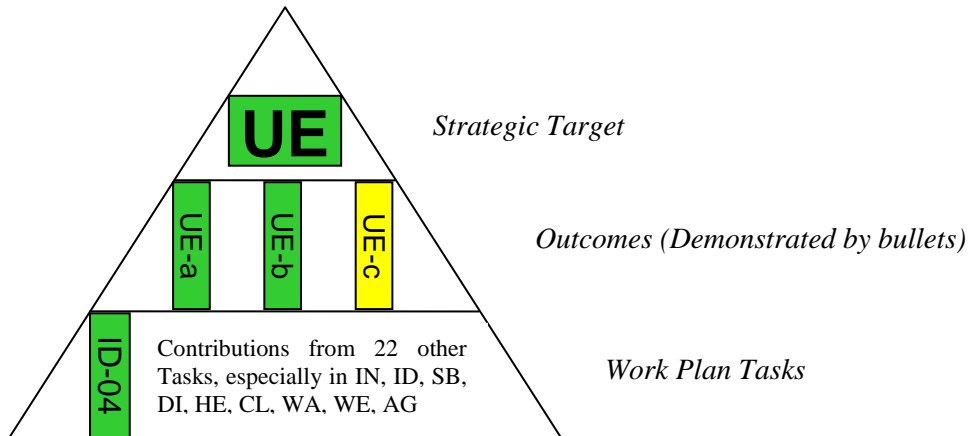 UE
Strategic Target
UE-a
UE-b
UE-c
Outcomes (Demonstrated by bullets)
ID-04
Contributions from 22 other
Tasks, especially in IN, ID, SB,
DI, HE, CL, WA, WE, AG
Work Plan Tasks